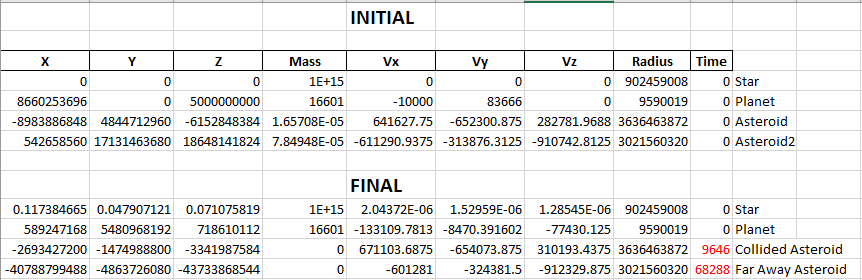 INITIAL
X Y Z Mass Vx Vy Vz Radius Time
0 0 0 1E+15 0 0 0 902459008 0 Star
8660253696 0 5000000000 16601 -10000 83666 0 9590019 0 Planet
-8983886848 4844712960 -6152848384 1.65708E-05 641627.75 -652300.875 282781.9688 3636463872 0 Asteroid
542658560 17131463680 18648141824 7.84948E-05 -611290.9375 -313876.3125 -910742.8125 3021560320 0 Asteroid2
FINAL
0.117384665 0.047907121 0.071075819 1E+15 2.04372E-06 1.52959E-06 1.28545E-06 902459008 0 Star
589247168 5480968192 718610112 16601 -133109.7813 -8470.391602 -77430.125 9590019 0 Planet
-2693427200 -1474988800 -3341987584 0 671103.6875 -654073.875 310193.4375 3636463872 9646 Collided Asteroid
-40788799488 -4863726080 -43733868544 0 -601281 -324381.5 -912329.875 3021560320 68288 Far Away Asteroid